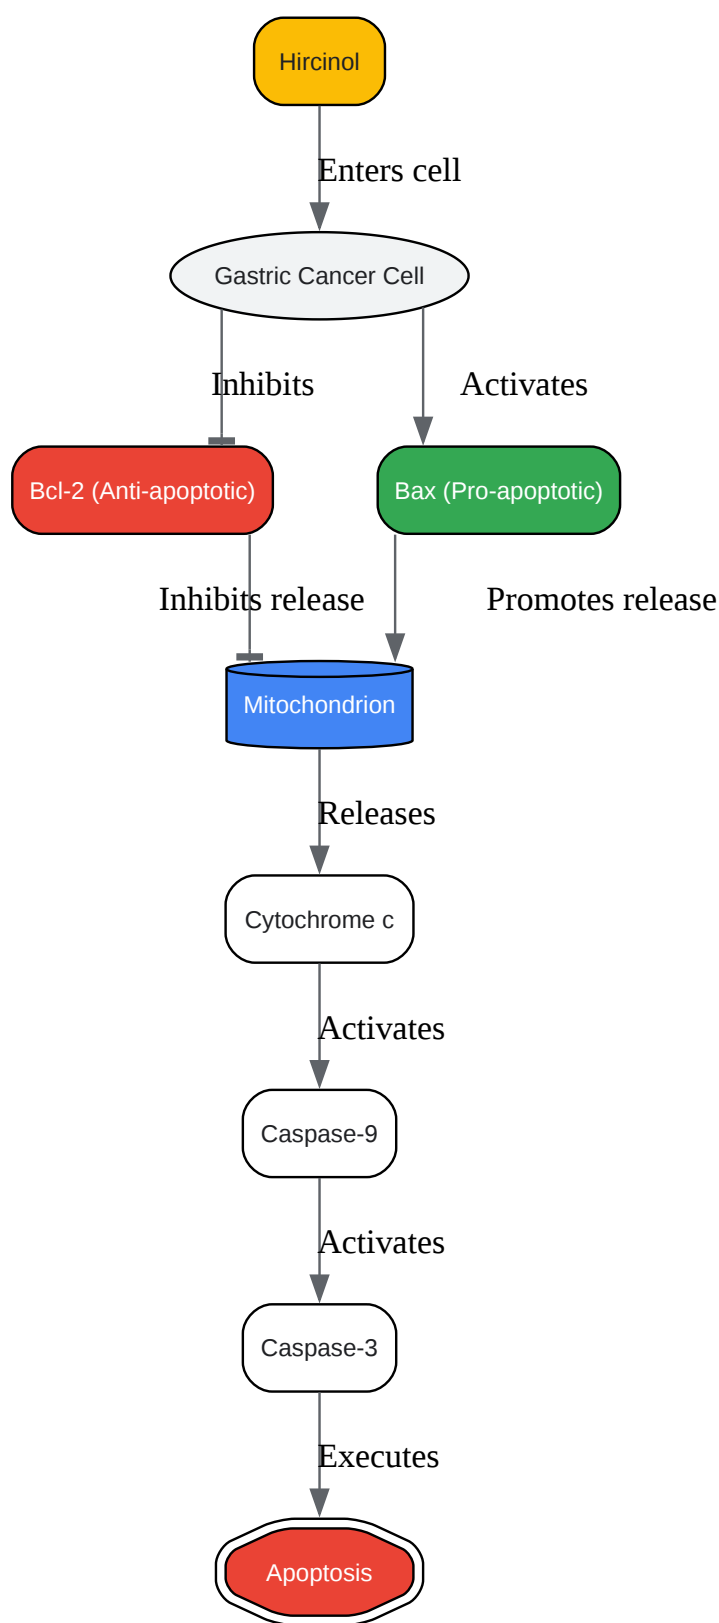 Hircinol
Enters cell
Gastric Cancer Cell
Inhibits
Activates
Bcl-2 (Anti-apoptotic)
Bax (Pro-apoptotic)
Inhibits release
Promotes release
Mitochondrion
Releases
Cytochrome c
Activates
Caspase-9
Activates
Caspase-3
Executes
Apoptosis